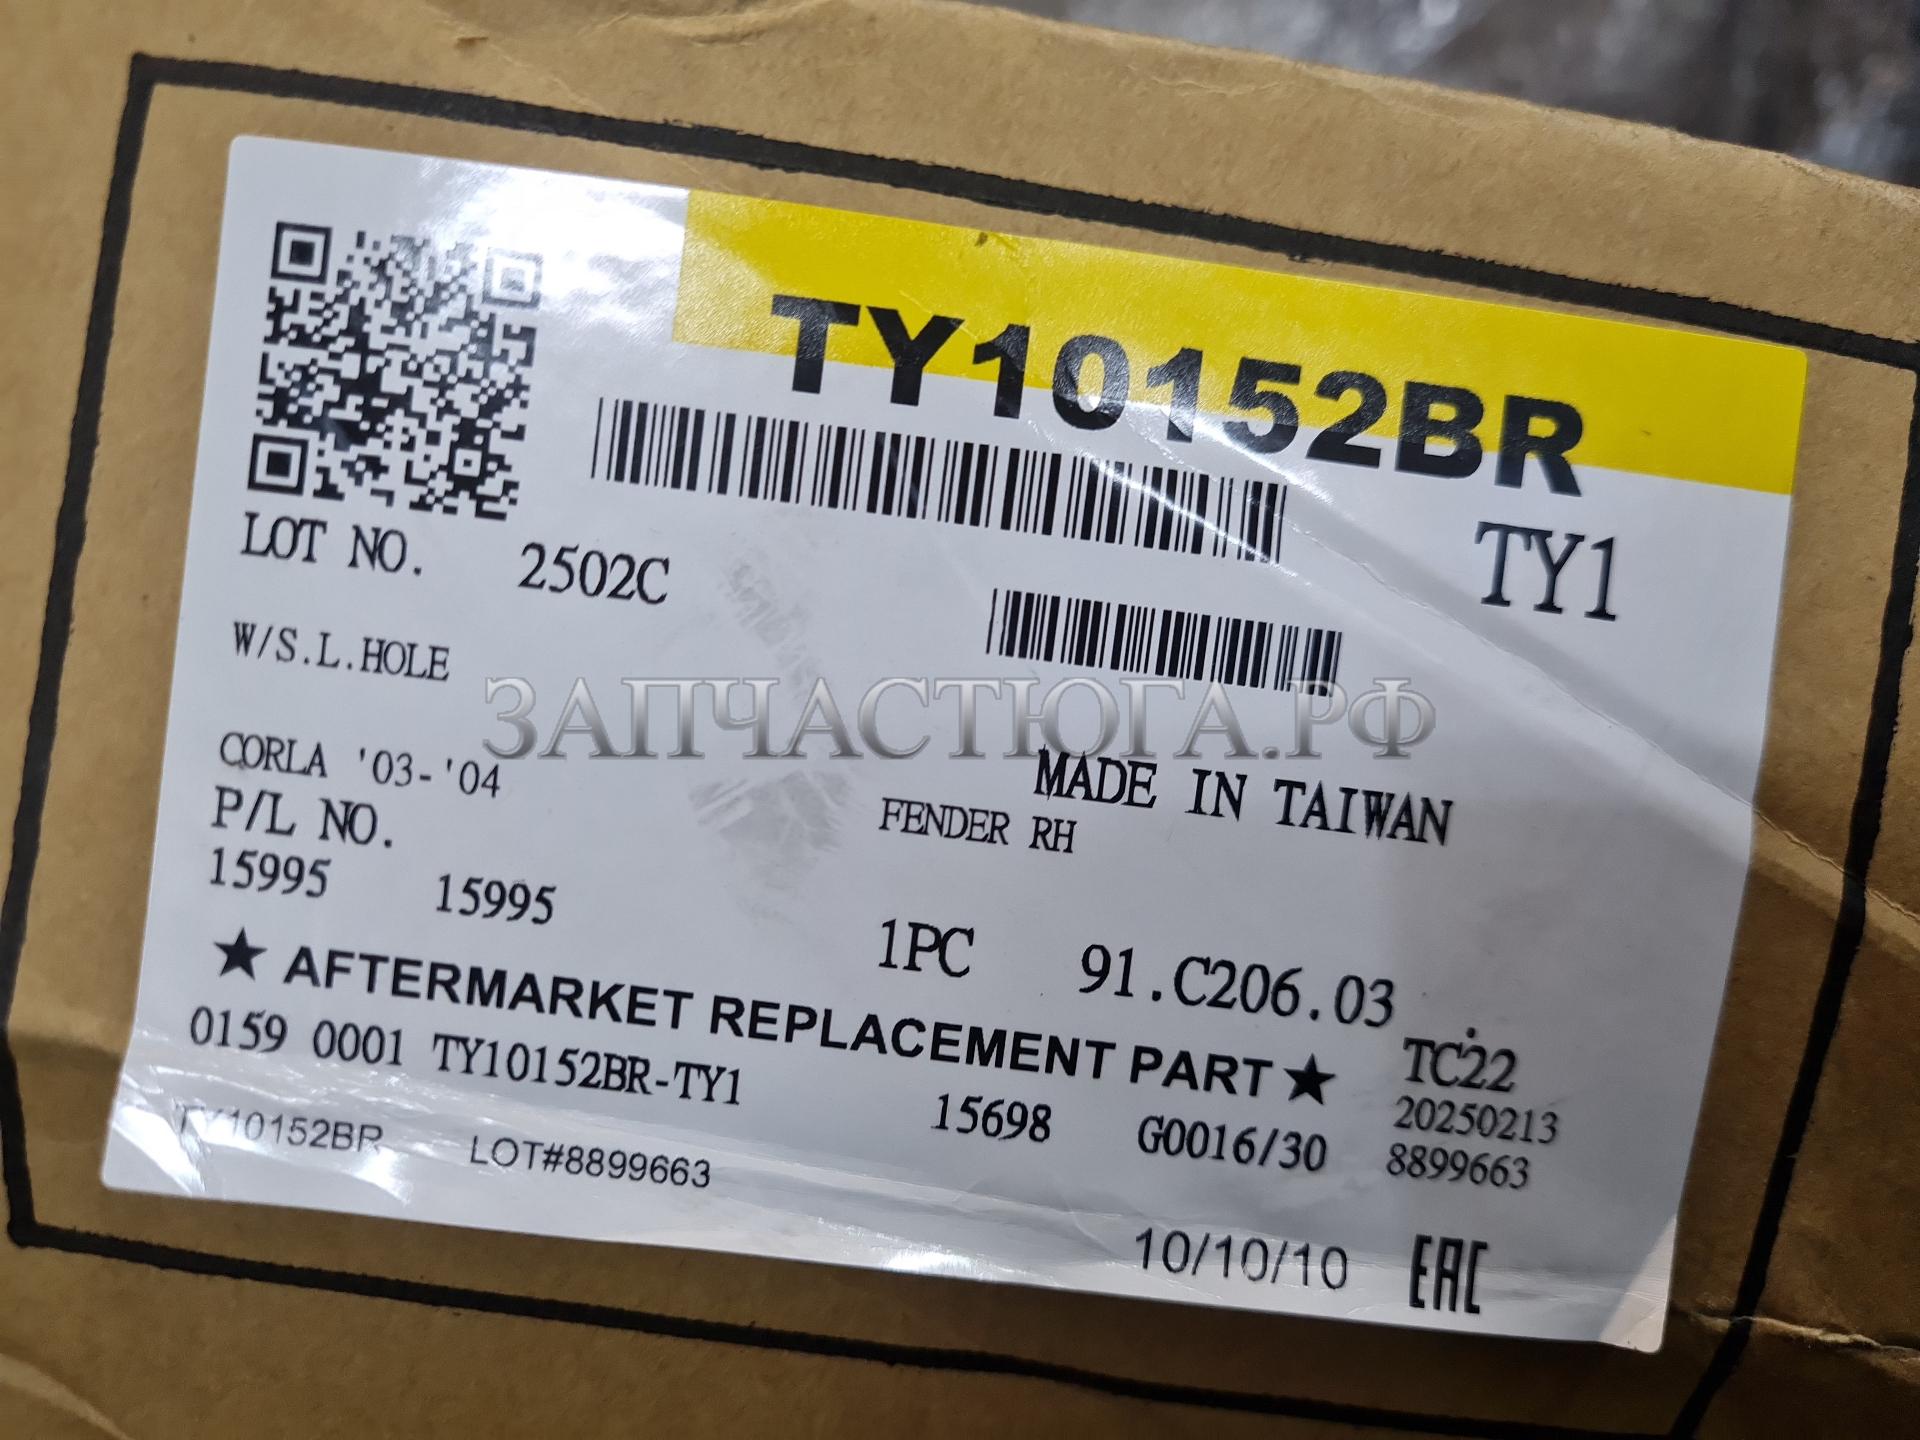 TY10152BR
TY1
LOT NO. 2502C
W/S.L.HOLE
ЗАПЧАСТЮГА.РФ
CORLA '03-'04
MADE IN TAIWAN
P/L NO.
FENDER RH
15995 15995
1PC 91.C206.03
★ AFTERMARKET REPLACEMENT PART ★
TC22
0159 0001 TY10152BR-TY1
15698 G0016/30
20250213
8899663
TY10152BR LOT#8899663
10/10/10 EAC